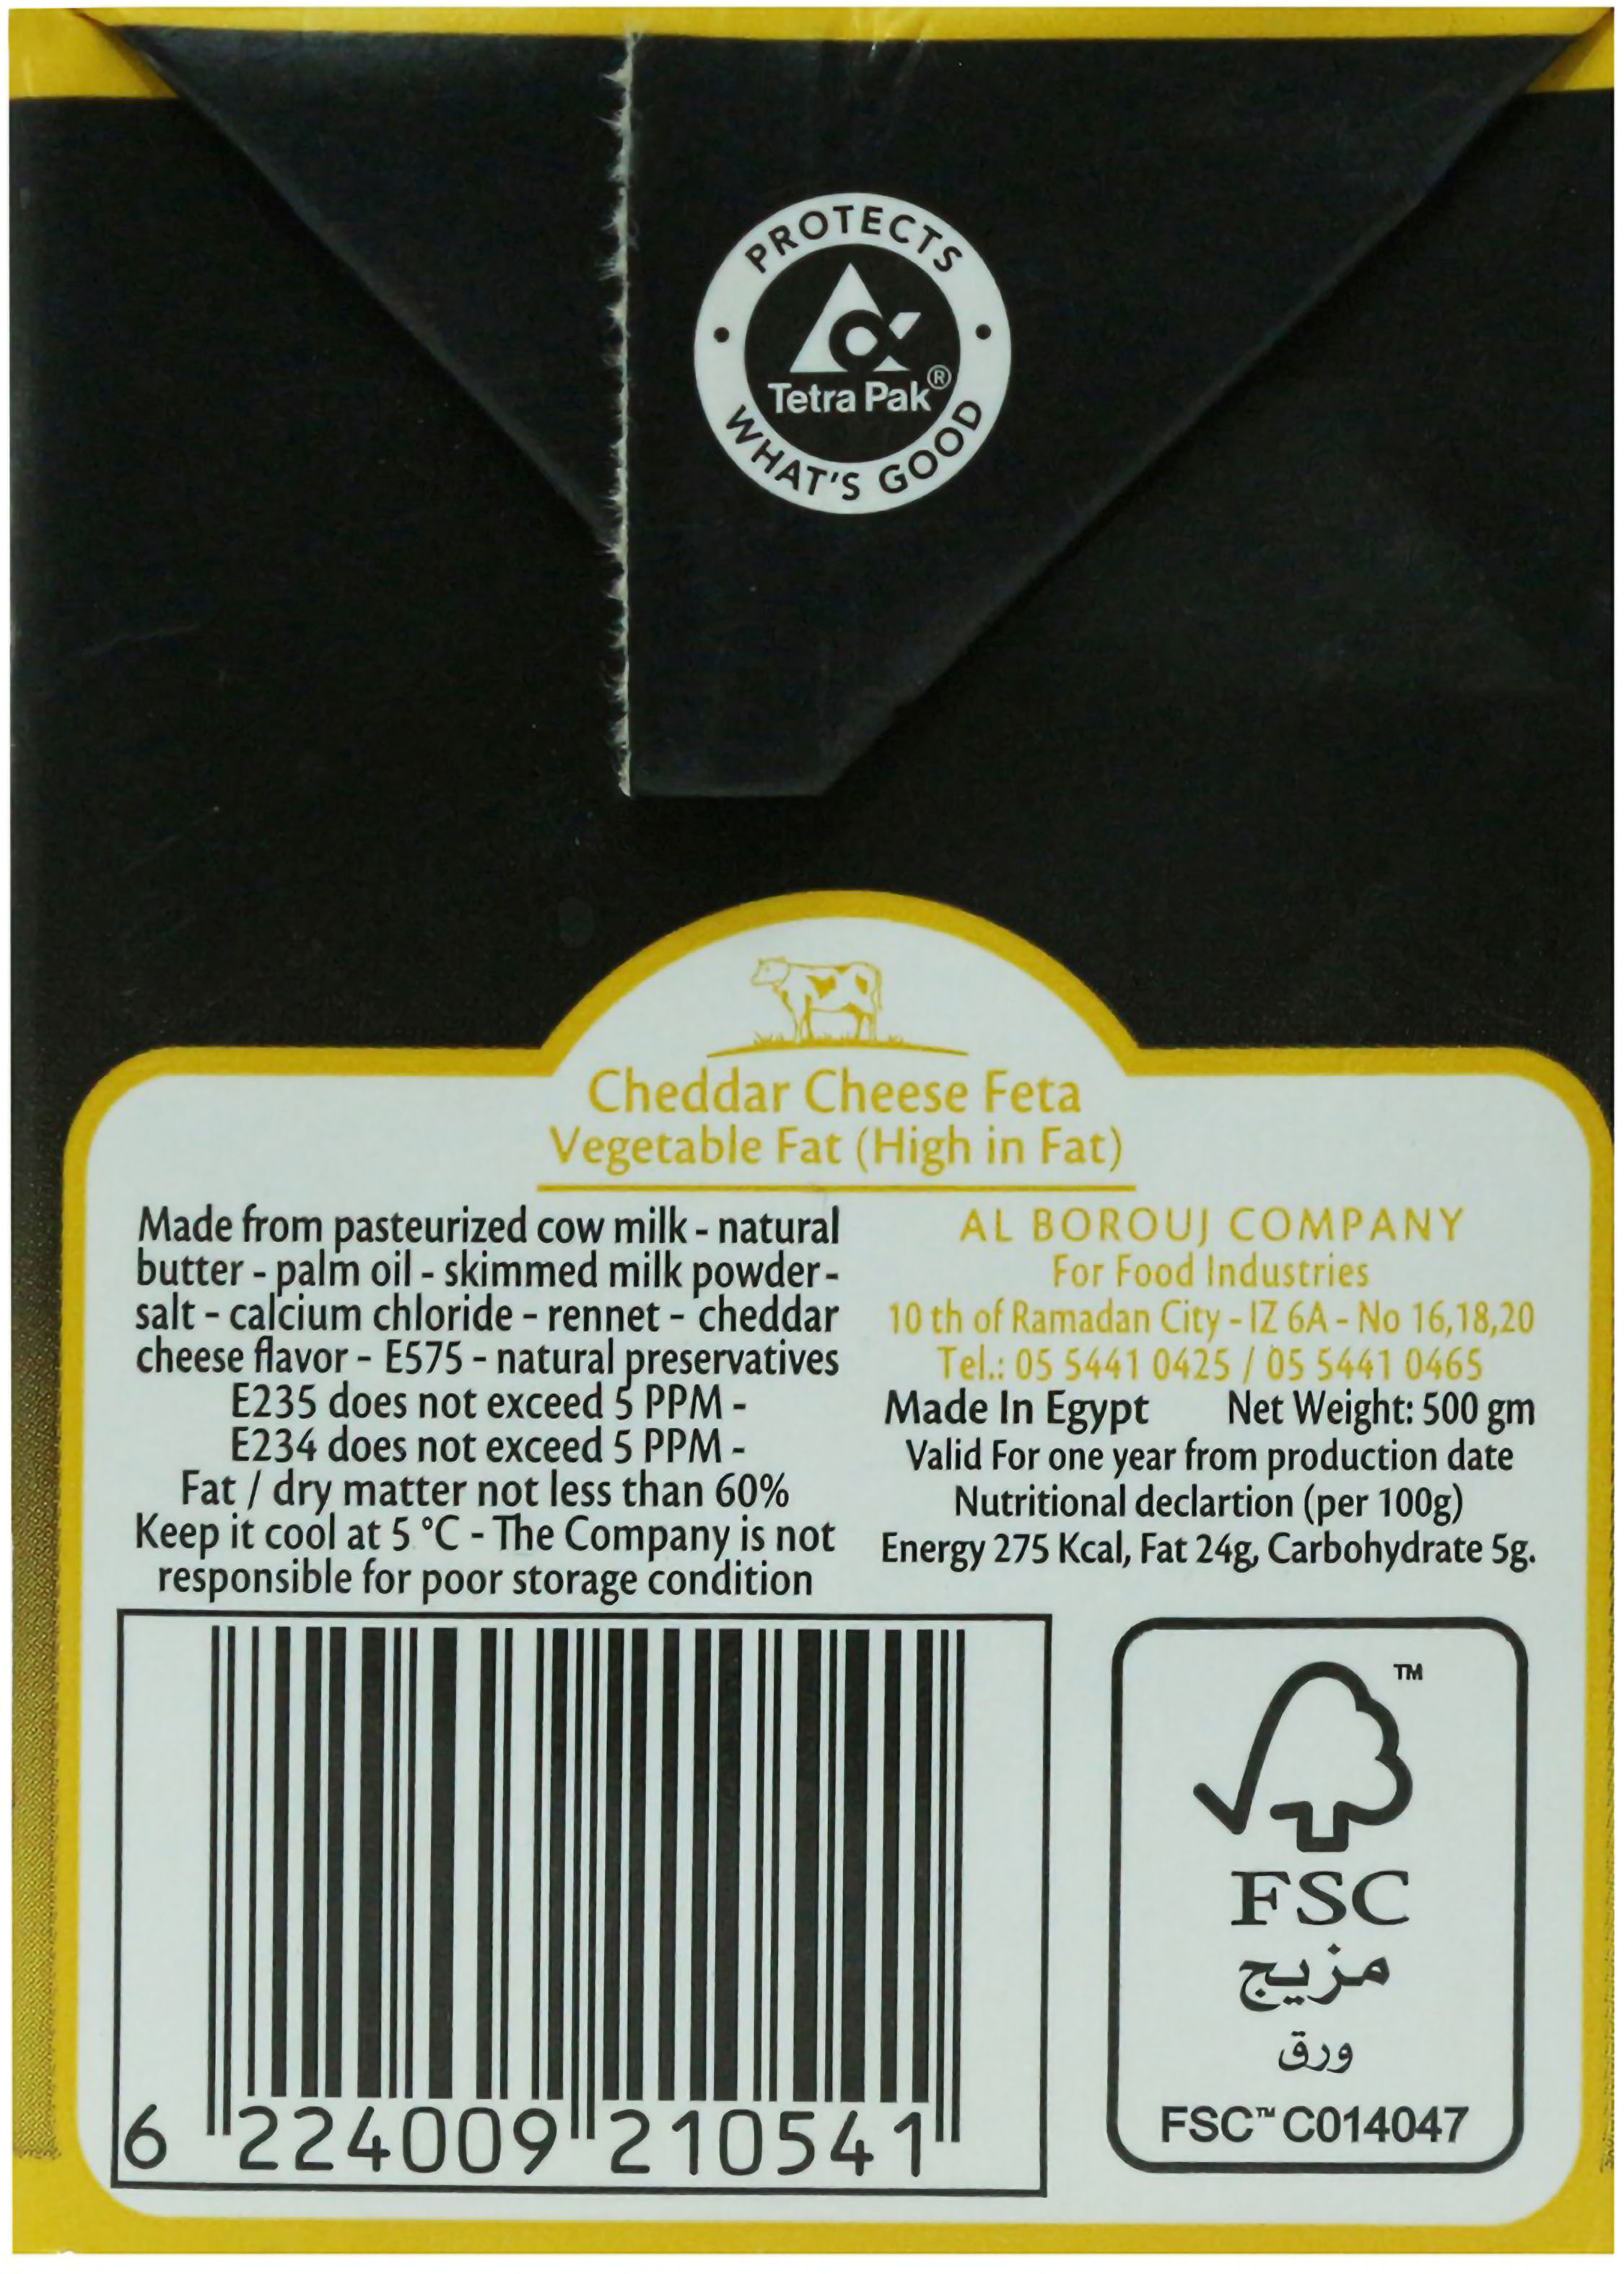 PROTECTS
Tetra Pak®
WHAT'S GOOD
Cheddar Cheese Feta
Vegetable Fat (High in Fat)
Made from pasteurized cow milk - natural
butter - palm oil - skimmed milk powder-
salt - calcium chloride - rennet - cheddar
cheese flavor - E575 - natural preservatives
E235 does not exceed 5 PPM -
E234 does not exceed 5 PPM -
Fat / dry matter not less than 60%
Keep it cool at 5 °C - The Company is not
responsible for poor storage condition
AL BOROUJ COMPANY
For Food Industries
10 th of Ramadan City - IZ 6A - No 16,18,20
Tel.: 05 5441 0425 / 05 5441 0465
Made In Egypt Net Weight: 500 gm
Valid For one year from production date
Nutritional declartion (per 100g)
Energy 275 Kcal, Fat 24g, Carbohydrate 5g.
6 224009 210541
TM
FSC
مزيج
ورق
FSC™ C014047